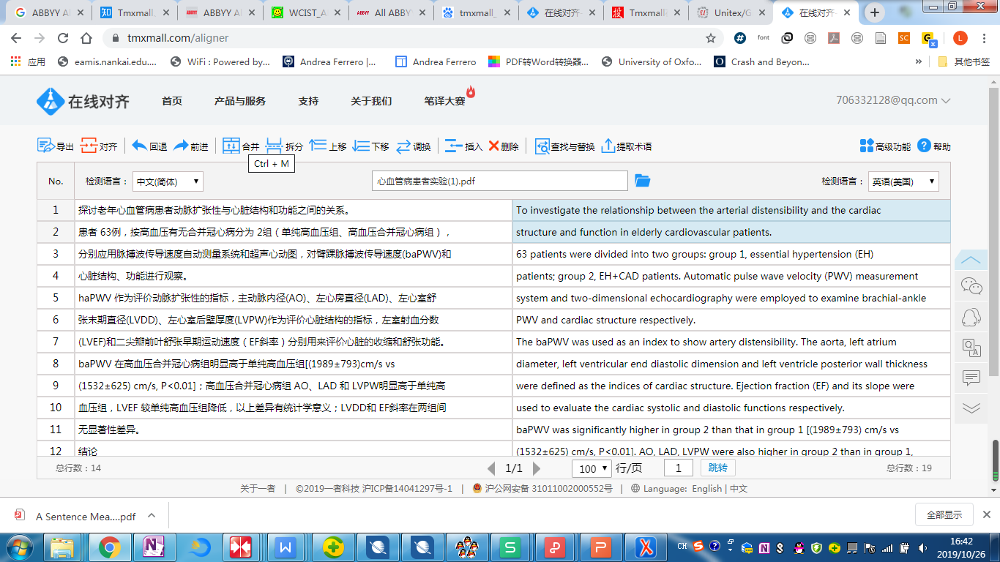 ABBYY A
Tmxmall_
ABBYY AI
WCIST_A
All ABBY
tmxmall_
在线对齐-
Tmxmall
Unitex/G
在线对齐-
tmxmall.com/aligner
font
SC
L
应用
eamis.nankai.edu....
WiFi : Powered by...
Andrea Ferrero |...
Andrea Ferrero
PDF转Word转换器...
University of Oxfo...
Crash and Beyon...
»
其他书签
在线对齐
首页
产品与服务
支持
关于我们
笔译大赛
706332128@qq.com
导出
对齐
回退
前进
合并
拆分
上移
下移
调换
插入
删除
查找与替换
提取术语
高级功能
帮助
Ctrl + M
No.
检测语言：
中文(简体)
心血管病患者实验(1).pdf
检测语言：
英语(美国)
1 探讨老年心血管病患者动脉扩张性与心脏结构和功能之间的关系。 To investigate the relationship between the arterial distensibility and the cardiac
2 患者 63例，按高血压有无合并冠心病分为 2组（单纯高血压组、高血压合并冠心病组）， structure and function in elderly cardiovascular patients.
3 分别应用脉搏波传导速度自动测量系统和超声心动图，对臂踝脉搏波传导速度(baPWV)和 63 patients were divided into two groups: group 1, essential hypertension (EH)
4 心脏结构、功能进行观察。 patients; group 2, EH+CAD patients. Automatic pulse wave velocity (PWV) measurement
5 haPWV 作为评价动脉扩张性的指标，主动脉内径(AO)、左心房直径(LAD)、左心室舒 system and two-dimensional echocardiography were employed to examine brachial-ankle
6 张末期直径(LVDD)、左心室后壁厚度(LVPW)作为评价心脏结构的指标，左室射血分数 PWV and cardiac structure respectively.
7 (LVEF)和二尖瓣前叶舒张早期运动速度（EF斜率）分别用来评价心脏的收缩和舒张功能。 The baPWV was used as an index to show artery distensibility. The aorta, left atrium
8 baPWV 在高血压合并冠心病组明显高于单纯高血压组[(1989±793)cm/s vs diameter, left ventricular end diastolic dimension and left ventricle posterior wall thickness
9 (1532±625) cm/s, P<0.01]；高血压合并冠心病组 AO、LAD 和 LVPW明显高于单纯高 were defined as the indices of cardiac structure. Ejection fraction (EF) and its slope were
10 血压组，LVEF 较单纯高血压组降低，以上差异有统计学意义；LVDD和 EF斜率在两组间 used to evaluate the cardiac systolic and diastolic functions respectively.
11 无显著性差异。 baPWV was significantly higher in group 2 than that in group 1 [(1989±793) cm/s vs
12 结论 (1532±625) cm/s, P<0.01]. AO, LAD, LVPW were also higher in group 2 than in group 1,
总行数：14
1/1
100
行/页
1
跳转
总行数：19
关于一者 | ©2019一者科技 沪ICP备14041297号-1 | 沪公网安备 31011002000552号 | Language: English | 中文
A Sentence Mea....pdf
全部显示
CH
16:42
2019/10/26